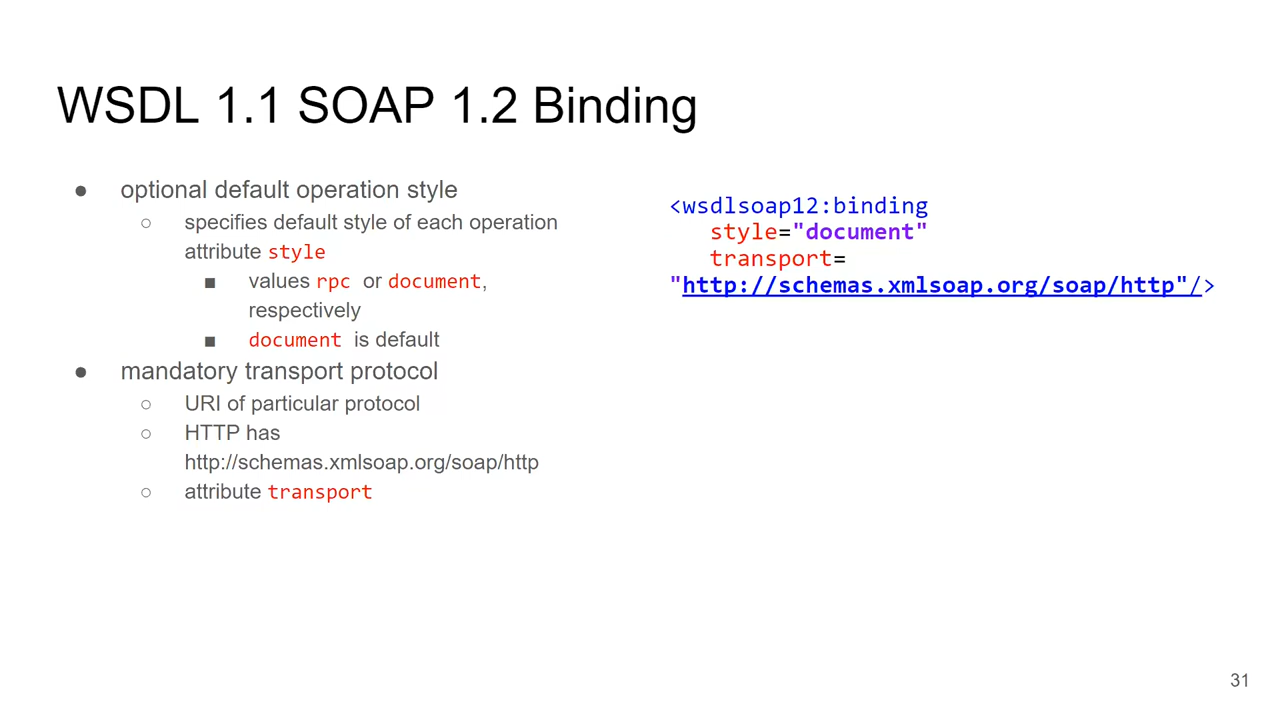 WSDL 1.1 SOAP 1.2 Binding
● optional default operation style
○ specifies default style of each operation
attribute style
■ values rpc or document,
respectively
■ document is default
● mandatory transport protocol
○ URI of particular protocol
○ HTTP has
http://schemas.xmlsoap.org/soap/http
○ attribute transport
<wsdlsoap12:binding
style="document"
transport=
"http://schemas.xmlsoap.org/soap/http"/>
31